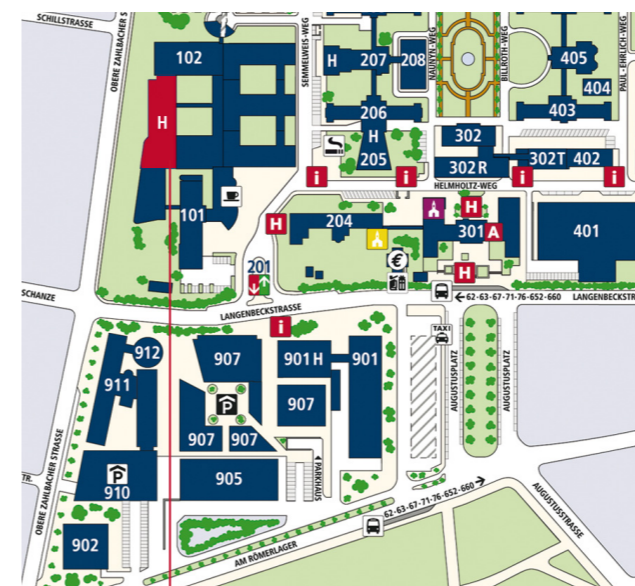 SCHILLSTRASSE
OBERE ZAHLBACHER S
SEMMELWEIS-WEG
NAUNYN-WEG
BILLROTH-WEG
PAUL-EHRLICH-WEG
102
H
207
208
405
404
H
206
403
H
205
302
302 R
302T
402
i
i
i
i
HELMHOLTZ-WEG
101
H
204
H
301
A
401
H
201
€
SCHANZE
LANGENBECKSTRASSE
62-63-67-71-76-652-660
LANGENBECKSTR
i
TAXI
912
911
907
901 H
901
907
P
907
907
AUGUSTUSPLATZ
AUGUSTUSPLATZ
P
910
905
PARKHAUS
TR.
OBERE ZAHLBACHER STRASSE
902
62-63-67-71-76-652-660
AUGUSTUSSTRASSE
AM RÖMERLAGER